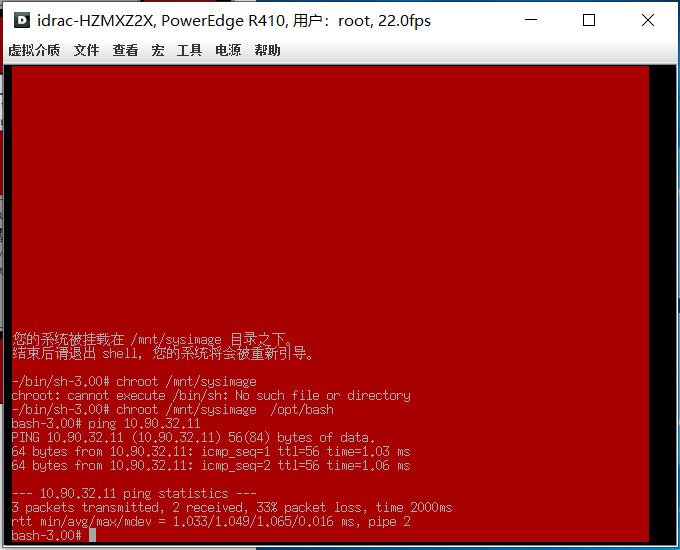 idrac-HZMXZ2X, PowerEdge R410, 用户：root, 22.0fps
虚拟介质 文件 查看 宏 工具 电源 帮助
您的系统被挂载在 /mnt/sysimage 目录之下。
结束后请退出 shell, 您的系统将会被重新引导。
-/bin/sh-3.00# chroot /mnt/sysimage
chroot: cannot execute /bin/sh: No such file or directory
-/bin/sh-3.00# chroot /mnt/sysimage  /opt/bash
bash-3.00# ping 10.90.32.11
PING 10.90.32.11 (10.90.32.11) 56(84) bytes of data.
64 bytes from 10.90.32.11: icmp_seq=1 ttl=56 time=1.03 ms
64 bytes from 10.90.32.11: icmp_seq=2 ttl=56 time=1.06 ms
--- 10.90.32.11 ping statistics ---
3 packets transmitted, 2 received, 33% packet loss, time 2000ms
rtt min/avg/max/mdev = 1.033/1.049/1.065/0.016 ms, pipe 2
bash-3.00#